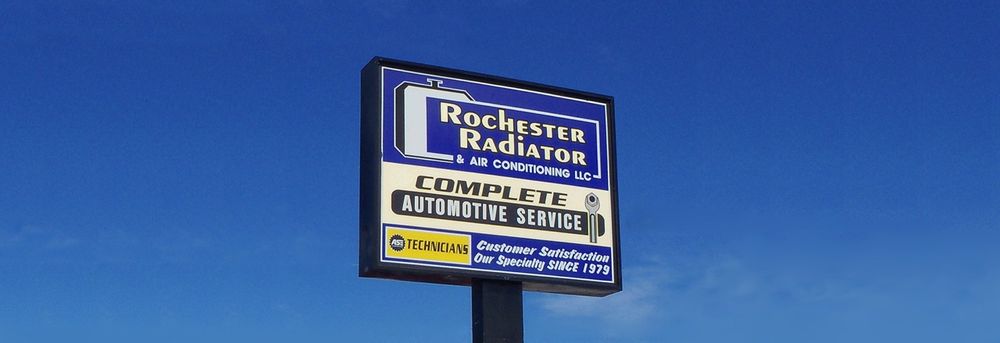 Rochester
Radiator
& AIR CONDITIONING LLC
COMPLETE
AUTOMOTIVE SERVICE
ASE TECHNICIANS
Customer Satisfaction
Our Specialty SINCE 1979